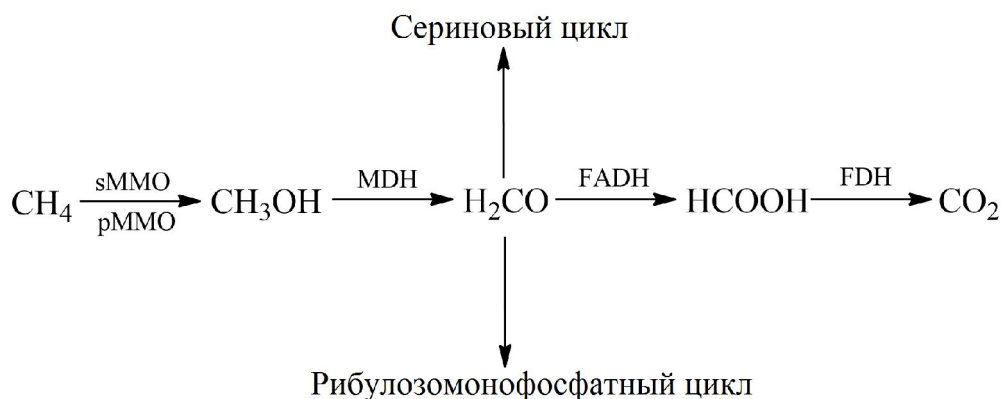 Сериновый цикл
CH4 sMMO pMMO CH3OH MDH H2CO FADH HCOOH FDH CO2
Рибулозомонофосфатный цикл